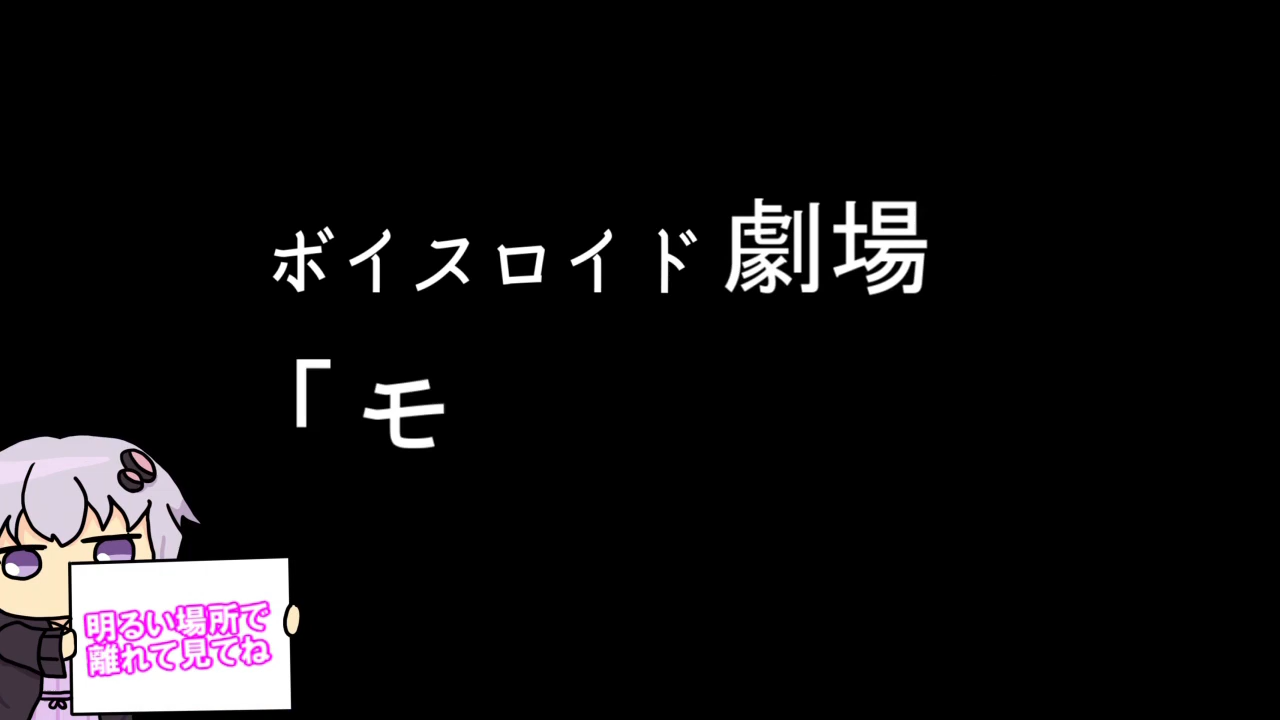 ボイスロイド劇場
「モ
明るい場所で
離れて見てね